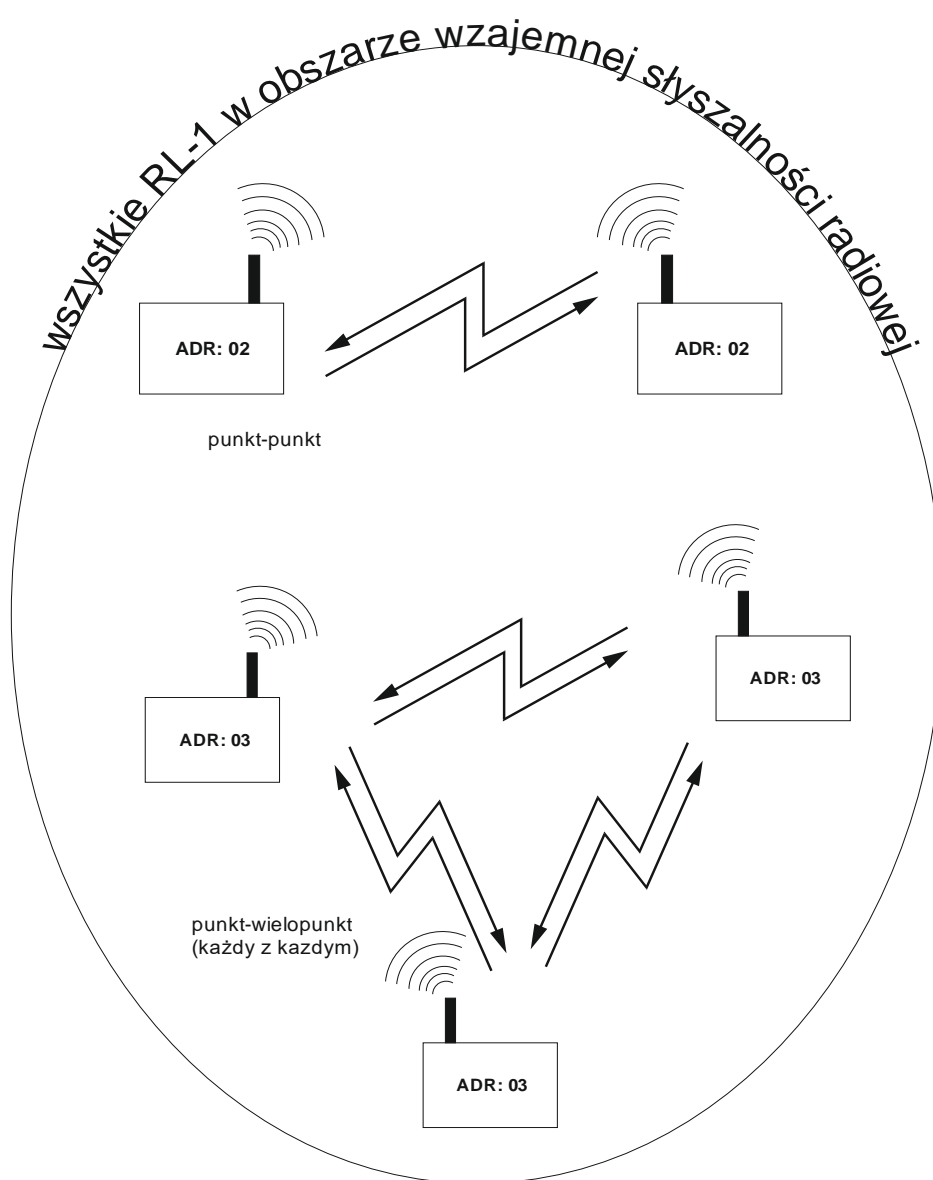 wszystkie RL-1 w obszarze wzajemnej słyszalności radiowej
ADR: 02
ADR: 02
punkt-punkt
ADR: 03
ADR: 03
punkt-wielopunkt
(każdy z kazdym)
ADR: 03